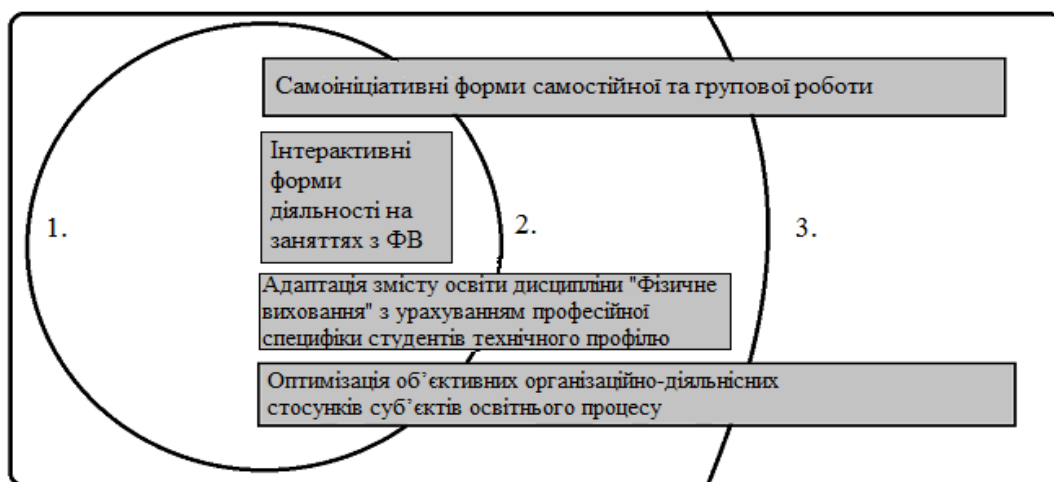 Самоініціативні форми самостійної та групової роботи
Інтерактивні
форми
діяльності на
заняттях з ФВ
1.
2.
3.
Адаптація змісту освіти дисципліни "Фізичне
виховання" з урахуванням професійної
специфіки студентів технічного профілю
Оптимізація об’єктивних організаційно-діяльнісних
стосунків суб’єктів освітнього процесу